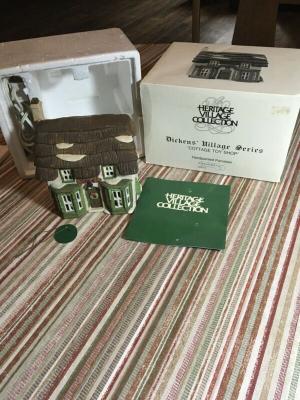 HERITAGE
VILLAGE
COLLECTION
Dickens' Village Series
"COTTAGE TOY SHOP"
Handpainted Porcelain
HERITAGE
VILLAGE
COLLECTION